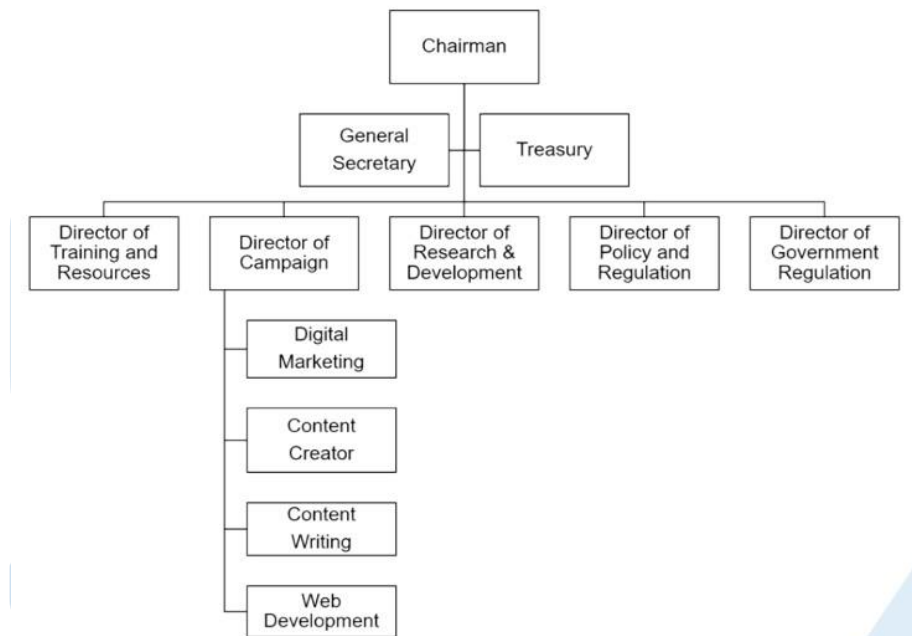 Chairman
General
Secretary
Treasury
Director of
Training and
Resources
Director of
Campaign
Director of
Research &
Development
Director of
Policy and
Regulation
Director of
Government
Regulation
Digital
Marketing
Content
Creator
Content
Writing
Web
Development